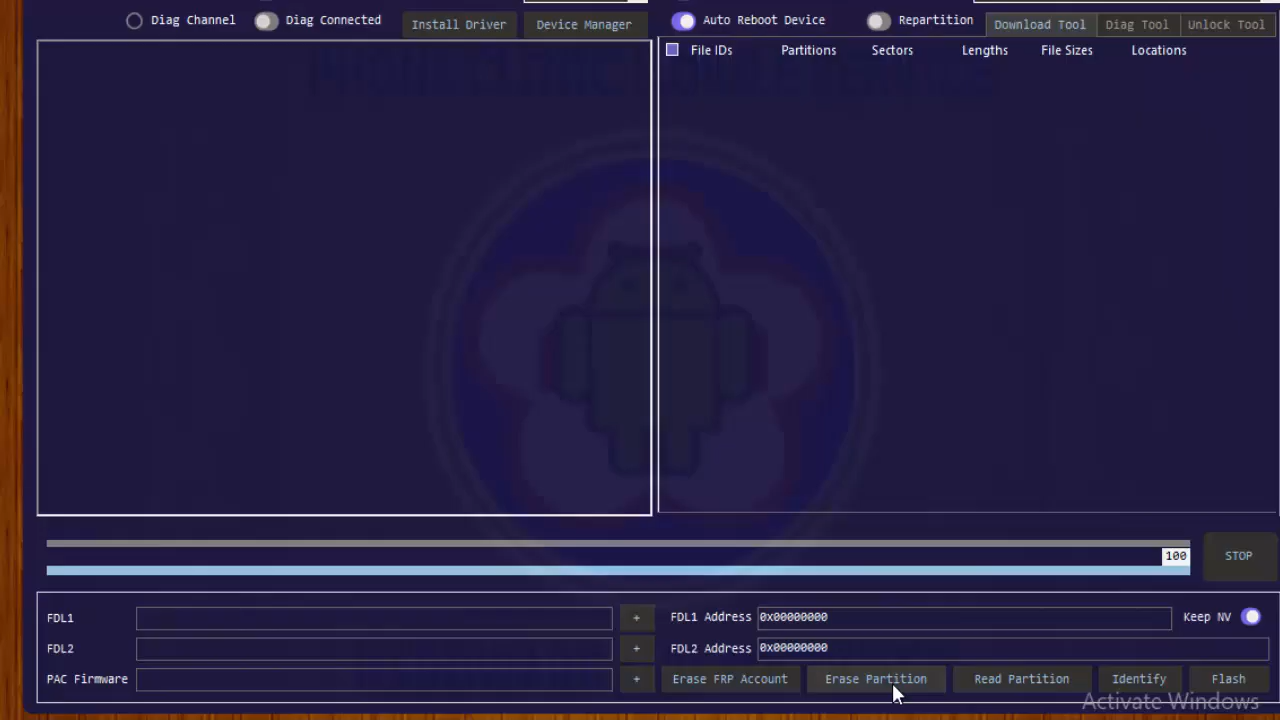 Diag Channel Diag Connected Install Driver Device Manager Auto Reboot Device Repartition Download Tool Diag Tool Unlock Tool
File IDs Partitions Sectors Lengths File Sizes Locations
100
STOP
FDL1 + FDL1 Address 0x00000000 Keep NV
FDL2 + FDL2 Address 0x00000000
PAC Firmware + Erase FRP Account Erase Partition Read Partition Identify Flash
Activate Windows